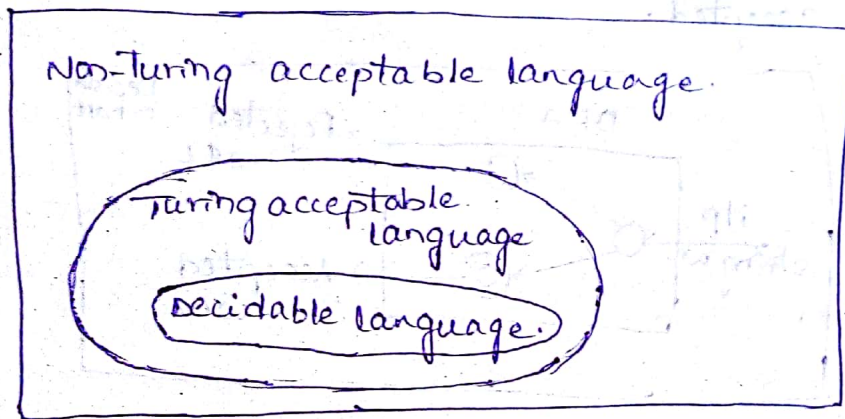 Non-Turing acceptable language.
Turing acceptable
language
Decidable language.